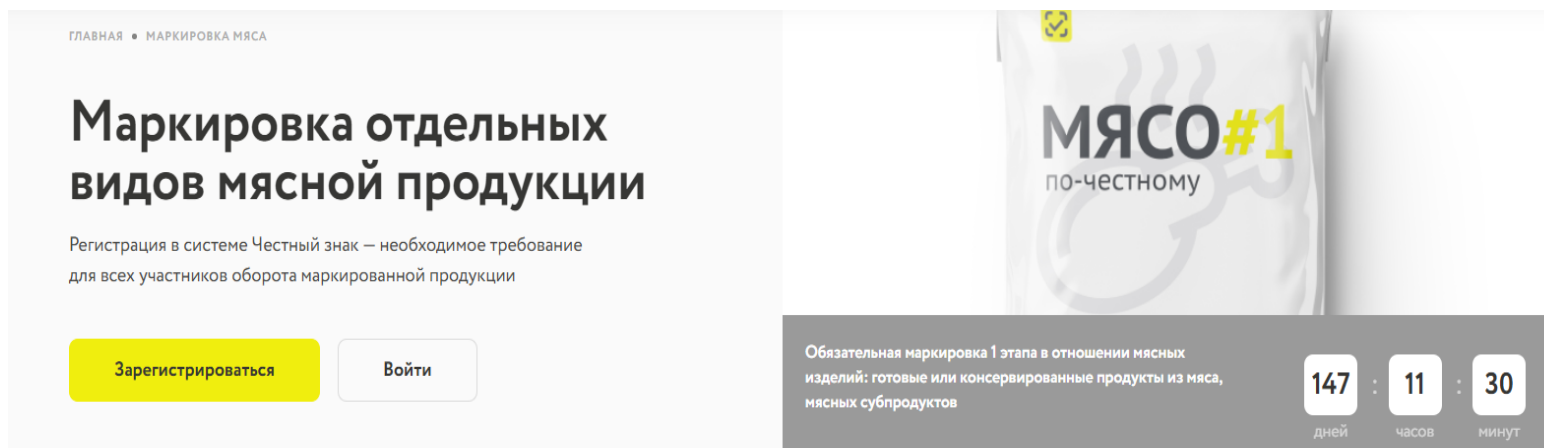 ГЛАВНАЯ • МАРКИРОВКА МЯСА
Маркировка отдельных
видов мясной продукции
Регистрация в системе Честный знак – необходимое требование
для всех участников оборота маркированной продукции
Зарегистрироваться
Войти
МЯСО#1
по-честному
Обязательная маркировка 1 этапа в отношении мясных
изделий: готовые или консервированные продукты из мяса,
мясных субпродуктов
147 : 11 : 30
дней часов минут